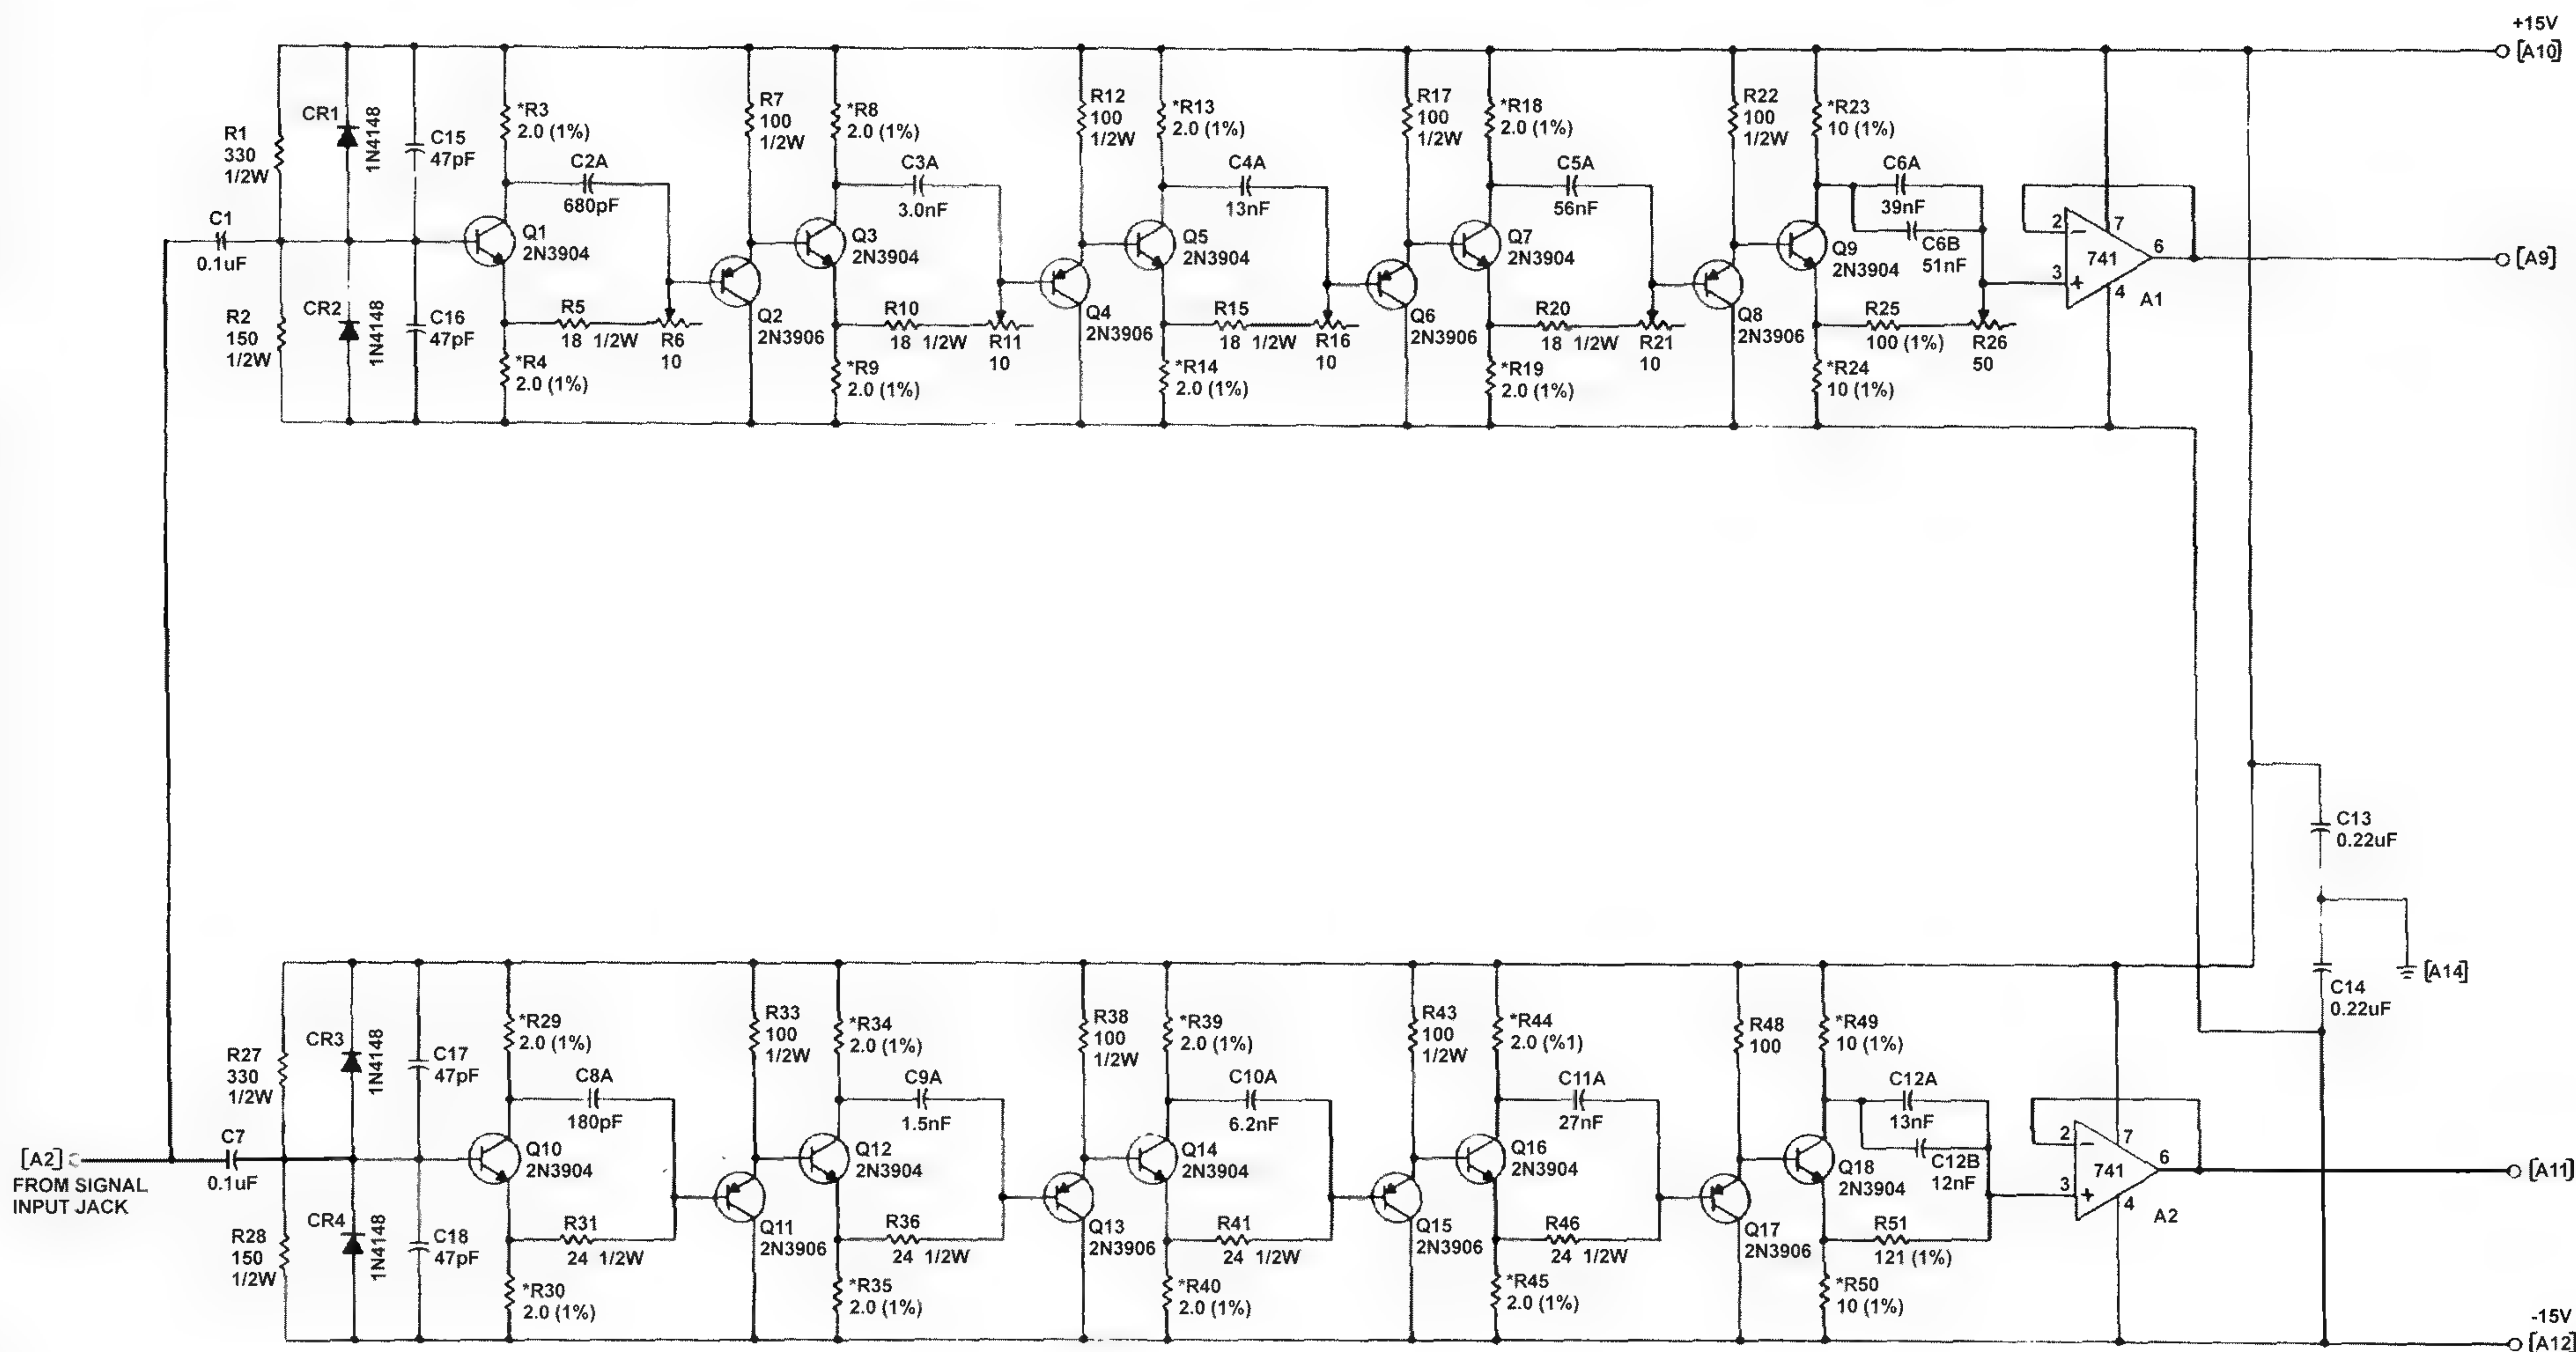 +15V
[A10]
R1
330
1/2W
CR1
1N4148
C15
47pF
*R3
2.0 (1%)
C2A
680pF
R7
100
1/2W
*R8
2.0 (1%)
C3A
3.0nF
R12
100
1/2W
*R13
2.0 (1%)
C4A
13nF
R17
100
1/2W
*R18
2.0 (1%)
C5A
56nF
R22
100
1/2W
*R23
10 (1%)
C6A
39nF
C6B
51nF
C1
0.1uF
Q1
2N3904
Q2
2N3906
Q3
2N3904
Q4
2N3906
Q5
2N3904
Q6
2N3906
Q7
2N3904
Q8
2N3906
Q9
2N3904
2
3
741
7
4
6
A1
[A9]
R2
150
1/2W
CR2
1N4148
C16
47pF
R5
18 1/2W
R6
10
*R4
2.0 (1%)
R10
18 1/2W
R11
10
*R9
2.0 (1%)
R15
18 1/2W
R16
10
*R14
2.0 (1%)
R20
18 1/2W
R21
10
*R19
2.0 (1%)
R25
100 (1%)
R26
50
*R24
10 (1%)
C13
0.22uF
[A14]
C14
0.22uF
R27
330
1/2W
CR3
1N4148
C17
47pF
*R29
2.0 (1%)
C8A
180pF
R33
100
1/2W
*R34
2.0 (1%)
C9A
1.5nF
R38
100
1/2W
*R39
2.0 (1%)
C10A
6.2nF
R43
100
1/2W
*R44
2.0 (%1)
C11A
27nF
R48
100
*R49
10 (1%)
C12A
13nF
C12B
12nF
[A2]
FROM SIGNAL
INPUT JACK
C7
0.1uF
Q10
2N3904
Q11
2N3906
Q12
2N3904
Q13
2N3906
Q14
2N3904
Q15
2N3906
Q16
2N3904
Q17
2N3906
Q18
2N3904
2
3
741
7
4
6
A2
[A11]
R28
150
1/2W
CR4
1N4148
C18
47pF
R31
24 1/2W
*R30
2.0 (1%)
R36
24 1/2W
*R35
2.0 (1%)
R41
24 1/2W
*R40
2.0 (1%)
R46
24 1/2W
*R45
2.0 (1%)
R51
121 (1%)
*R50
10 (1%)
-15V
[A12]